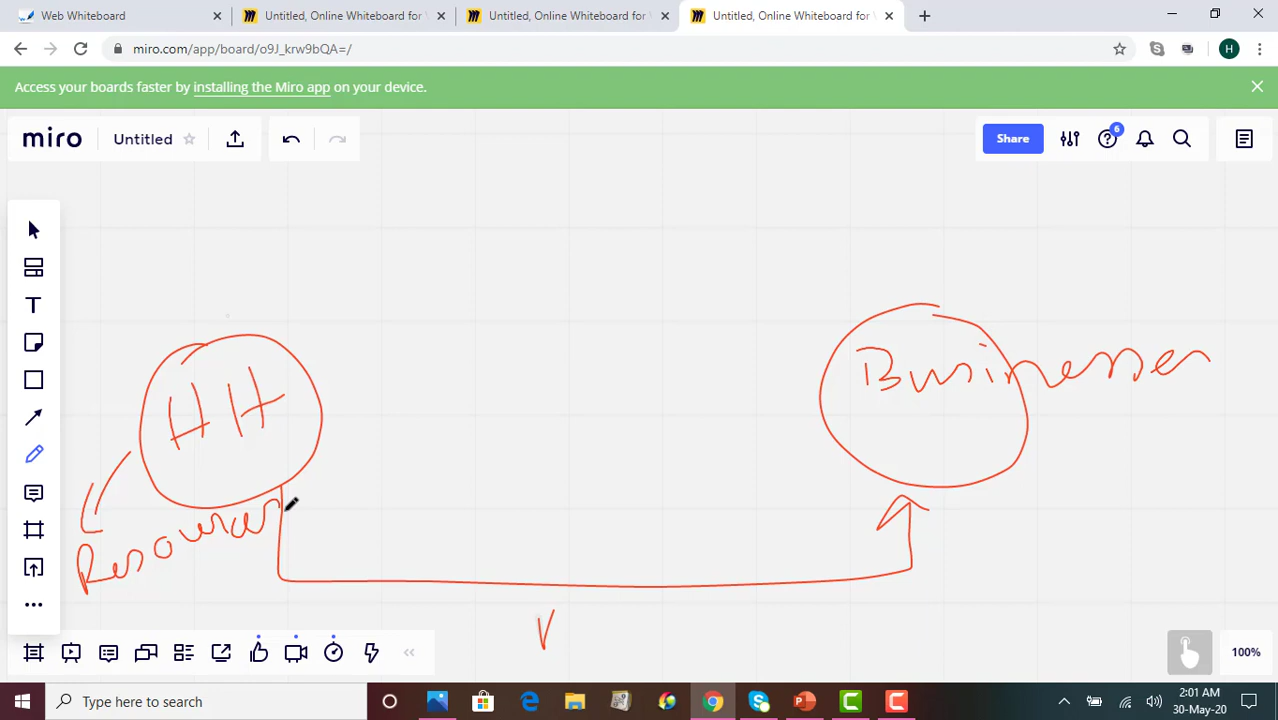 Web Whiteboard
Untitled, Online Whiteboard for V
Untitled, Online Whiteboard for V
Untitled, Online Whiteboard for V
miro.com/app/board/o9J_krw9bQA=/
H
Access your boards faster by installing the Miro app on your device.
miro
Untitled
Share
6
HH
Businesses
Resources
V
100%
Type here to search
2:01 AM
30-May-20